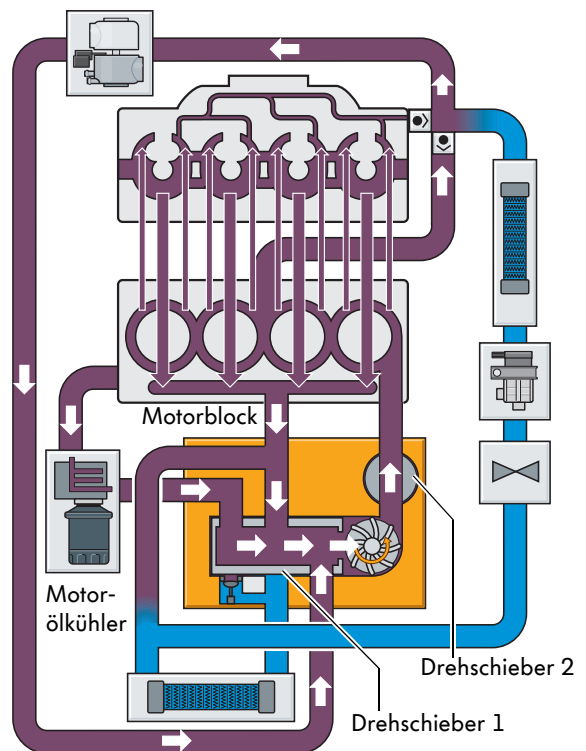 Motorblock
Motor-
ölkühler
Drehschieber 2
Drehschieber 1